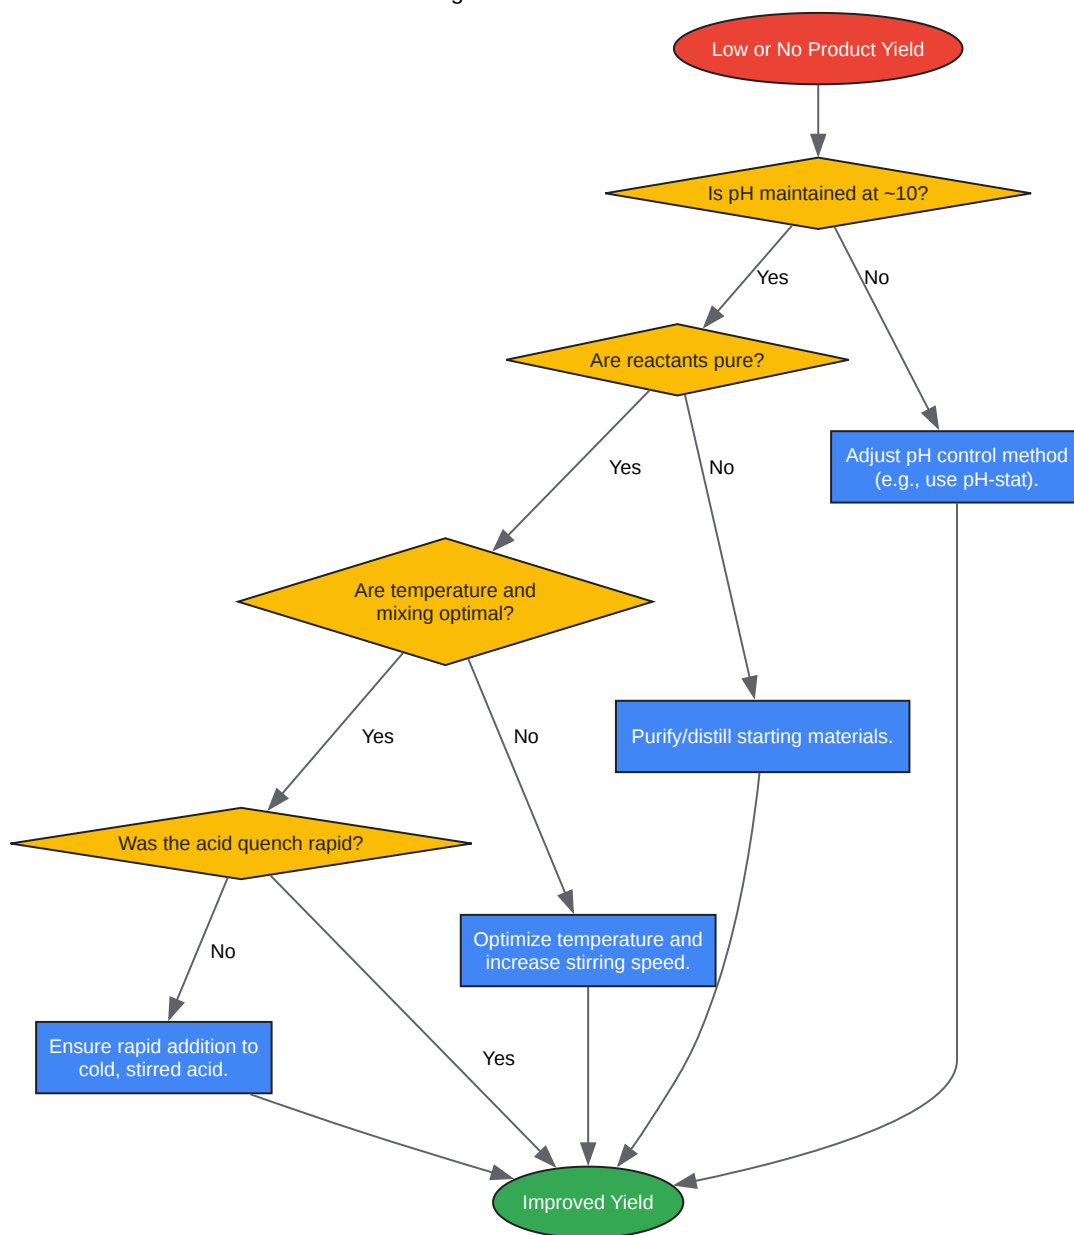 Low or No Product Yield
Is pH maintained at ~10?
Yes
No
Are reactants pure?
Yes
No
Adjust pH control method
(e.g., use pH-stat).
Are temperature and
mixing optimal?
Yes
No
Purify/distill starting materials.
Was the acid quench rapid?
No
Yes
Optimize temperature and
increase stirring speed.
Ensure rapid addition to
cold, stirred acid.
Improved Yield